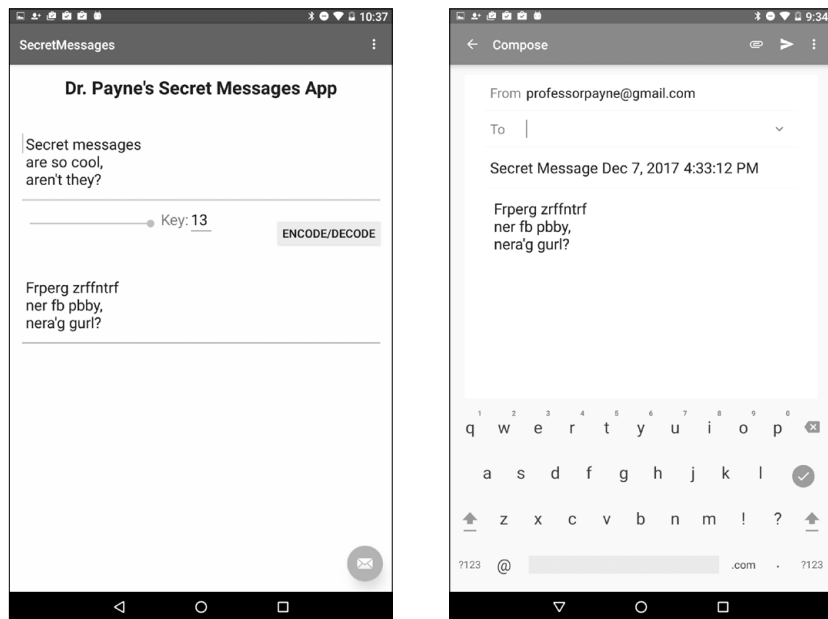 10:37
SecretMessages
Dr. Payne's Secret Messages App
Secret messages
are so cool,
aren't they?
Key: 13
ENCODE/DECODE
Frperg zrffntrf
ner fb pbby,
nera'g gurl?
9:34
Compose
From professorpayne@gmail.com
To
Secret Message Dec 7, 2017 4:33:12 PM
Frperg zrffntrf
ner fb pbby,
nera'g gurl?
1 2 3 4 5 6 7 8 9 0
q w e r t y u i o p
a s d f g h j k l
z x c v b n m ! ?
?123 @ .com . ?123